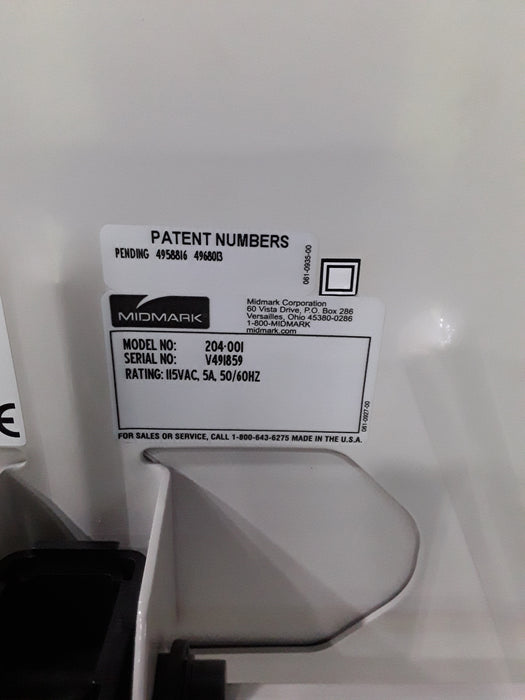 PATENT NUMBERS
PENDING 4958816 4968013
061-0935-00
MIDMARK
Midmark Corporation
60 Vista Drive, P.O. Box 286
Versailles, Ohio 45380-0286
1-800-MIDMARK
midmark.com
MODEL NO: 204-001
SERIAL NO: V491859
RATING: 115VAC, 5A, 50/60HZ
061-0927-00
FOR SALES OR SERVICE, CALL 1-800-643-6275 MADE IN THE U.S.A.
CE